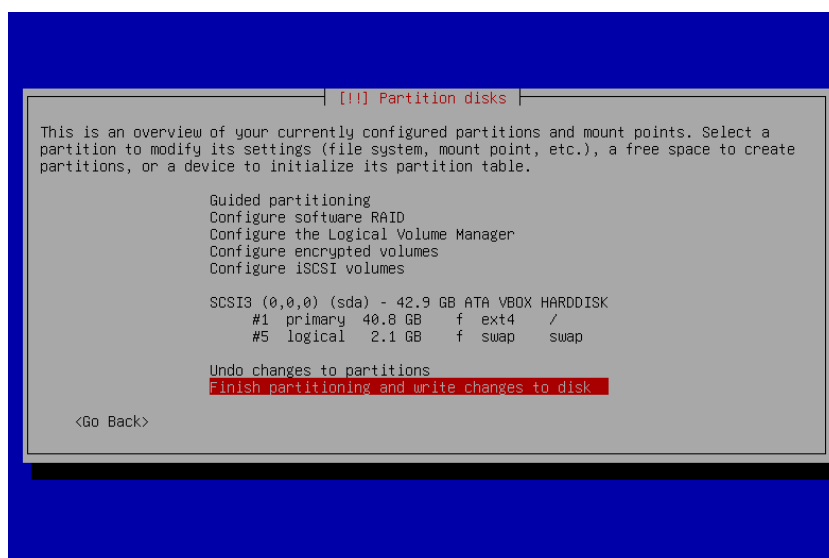 [!!] Partition disks
This is an overview of your currently configured partitions and mount points. Select a
partition to modify its settings (file system, mount point, etc.), a free space to create
partitions, or a device to initialize its partition table.
Guided partitioning
Configure software RAID
Configure the Logical Volume Manager
Configure encrypted volumes
Configure iSCSI volumes
SCSI3 (0,0,0) (sda) - 42.9 GB ATA VBOX HARDDISK
#1 primary 40.8 GB f ext4 /
#5 logical 2.1 GB f swap swap
Undo changes to partitions
Finish partitioning and write changes to disk
<Go Back>